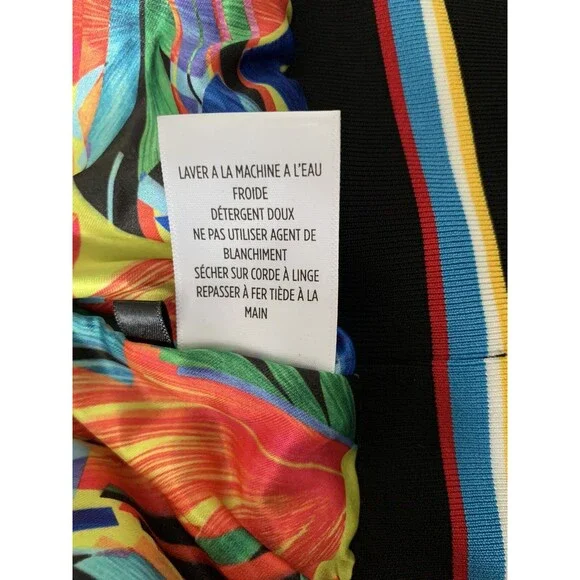 LAVER A LA MACHINE A L'EAU
FROIDE
DÉTERGENT DOUX
NE PAS UTILISER AGENT DE
BLANCHIMENT
SÉCHER SUR CORDE À LINGE
REPASSER À FER TIÈDE À LA
MAIN